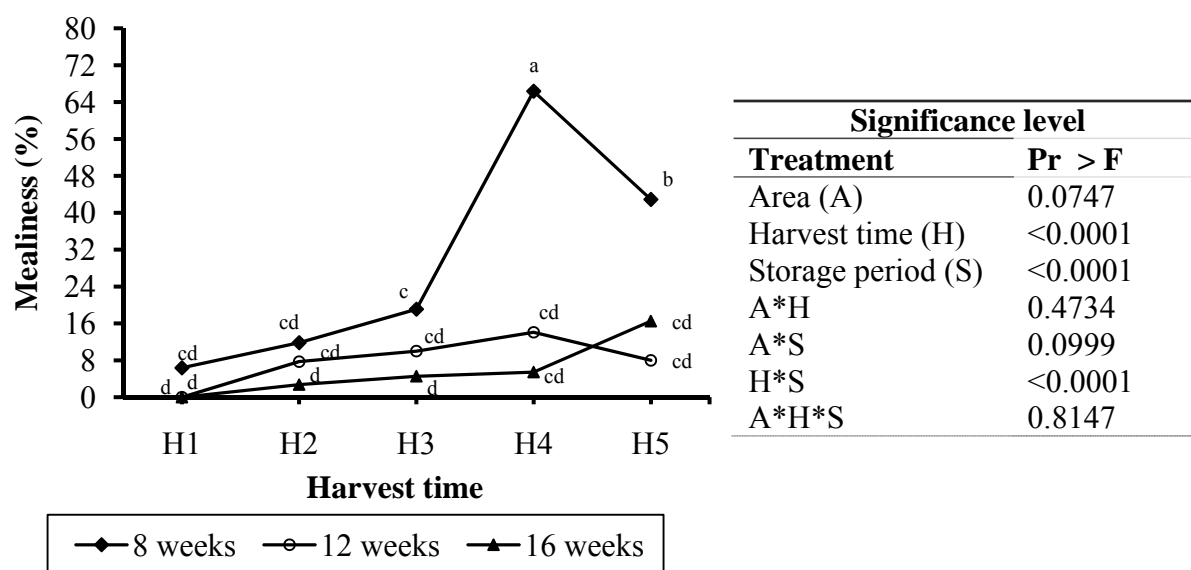 80
72
64
56
48
40
32
24
16
8
0
Mealiness (%)
a
b
c
cd
cd
cd
cd
cd
cd
cd
cd
d
d
d
d
H1 H2 H3 H4 H5
Harvest time
8 weeks 12 weeks 16 weeks
Significance level
Treatment Pr > F
Area (A) 0.0747
Harvest time (H) <0.0001
Storage period (S) <0.0001
A*H 0.4734
A*S 0.0999
H*S <0.0001
A*H*S 0.8147